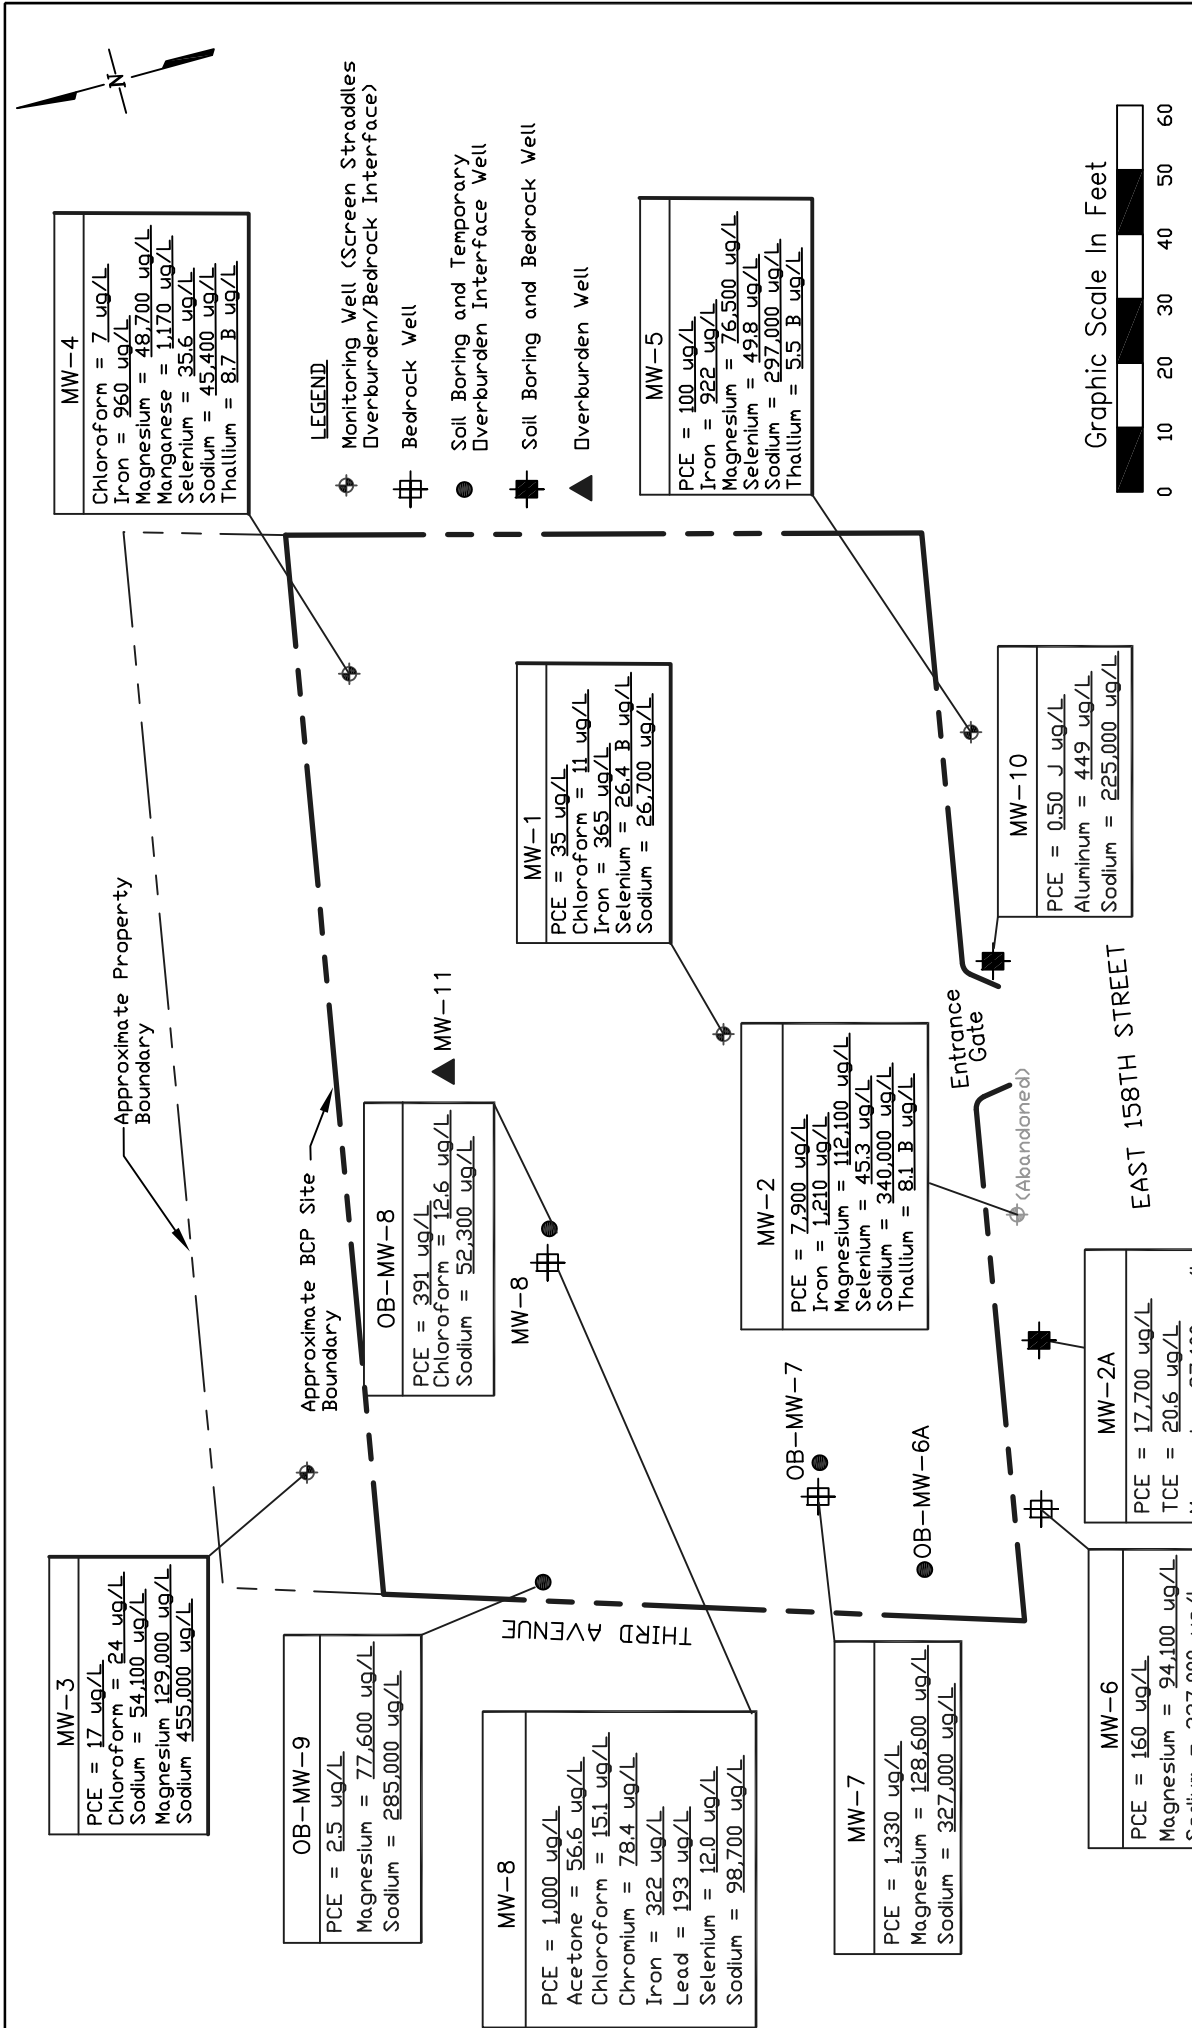 N
MW-3
PCE = 17 ug/L
Chloroform = 24 ug/L
Sodium = 54,100 ug/L
Magnesium 129,000 ug/L
Sodium 455,000 ug/L
Approximate Property
Boundary
MW-4
Chloroform = 7 ug/L
Iron = 960 ug/L
Magnesium = 48,700 ug/L
Manganese = 1,170 ug/L
Selenium = 35.6 ug/L
Sodium = 45,400 ug/L
Thallium = 8.7 B ug/L
OB-MW-9
PCE = 2.5 ug/L
Magnesium = 77,600 ug/L
Sodium = 285,000 ug/L
Approximate BCP Site
Boundary
LEGEND
Monitoring Well (Screen Straddles
Overburden/Bedrock Interface)
Bedrock Well
Soil Boring and Temporary
Overburden Interface Well
Soil Boring and Bedrock Well
Overburden Well
OB-MW-8
PCE = 391 ug/L
Chloroform = 12.6 ug/L
Sodium = 52,300 ug/L
MW-11
MW-8
THIRD AVENUE
MW-8
PCE = 1,000 ug/L
Acetone = 56.6 ug/L
Chloroform = 15.1 ug/L
Chromium = 78.4 ug/L
Iron = 322 ug/L
Lead = 193 ug/L
Selenium = 12.0 ug/L
Sodium = 98,700 ug/L
MW-1
PCE = 35 ug/L
Chloroform = 11 ug/L
Iron = 365 ug/L
Selenium = 26.4 B ug/L
Sodium = 26,700 ug/L
MW-5
PCE = 100 ug/L
Iron = 922 ug/L
Magnesium = 76,500 ug/L
Selenium = 49.8 ug/L
Sodium = 297,000 ug/L
Thallium = 5.5 B ug/L
MW-2
PCE = 7,900 ug/L
Iron = 1,210 ug/L
Magnesium = 112,100 ug/L
Selenium = 45.3 ug/L
Sodium = 340,000 ug/L
Thallium = 8.1 B ug/L
OB-MW-7
MW-7
PCE = 1,330 ug/L
Magnesium = 128,600 ug/L
Sodium = 327,000 ug/L
OB-MW-6A
Entrance
Gate
(Abandoned)
MW-10
PCE = 0.50 J ug/L
Aluminum = 449 ug/L
Sodium = 225,000 ug/L
EAST 158TH STREET
MW-2A
PCE = 17,700 ug/L
TCE = 20.6 ug/L
MW-6
PCE = 160 ug/L
Magnesium = 94,100 ug/L
Graphic Scale In Feet
0 10 20 30 40 50 60